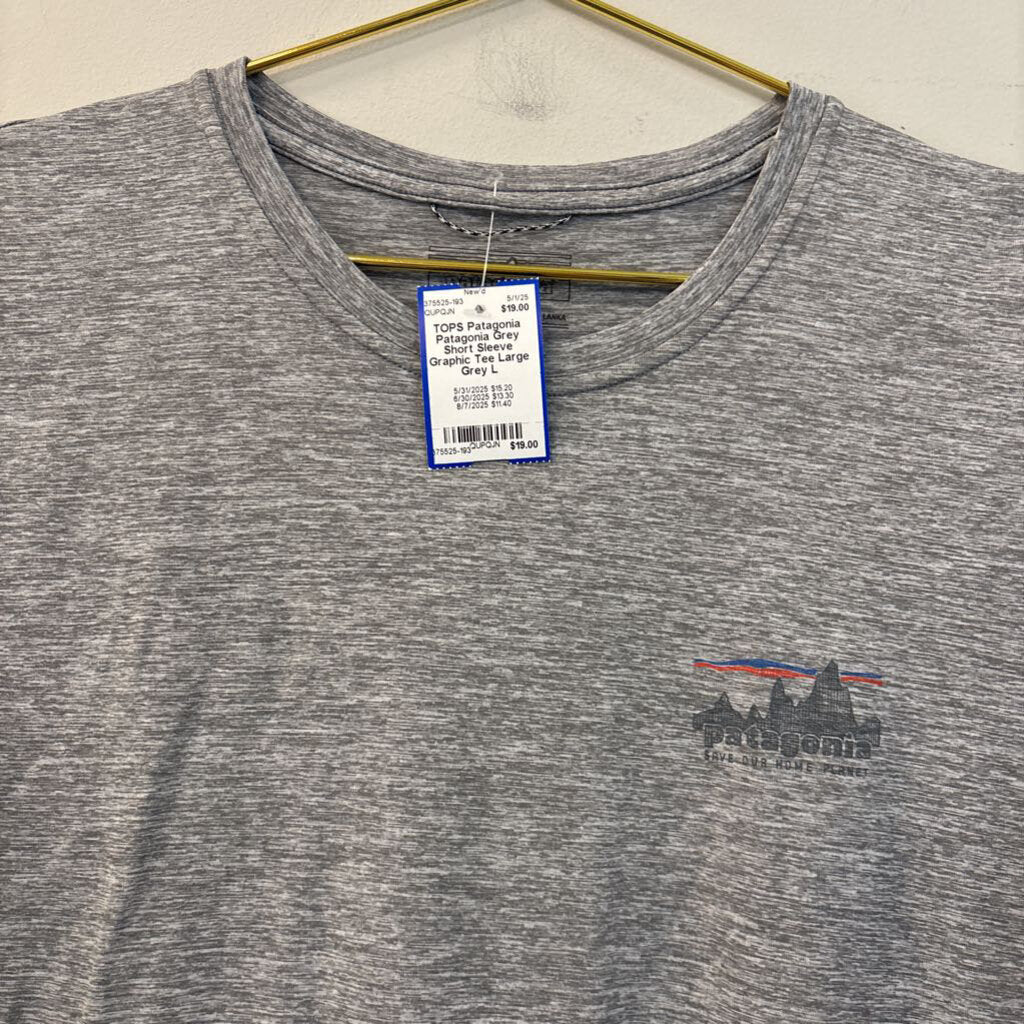 New'd
375525-193 5/1/25
QUPQJN $19.00
TOPS Patagonia
Patagonia Grey
Short Sleeve
Graphic Tee Large
Grey L
5/31/2025 $15.20
6/30/2025 $13.30
8/7/2025 $11.40
375525-193 QUPQJN $19.00
LANKA
patagonia
SAVE OUR HOME PLANET